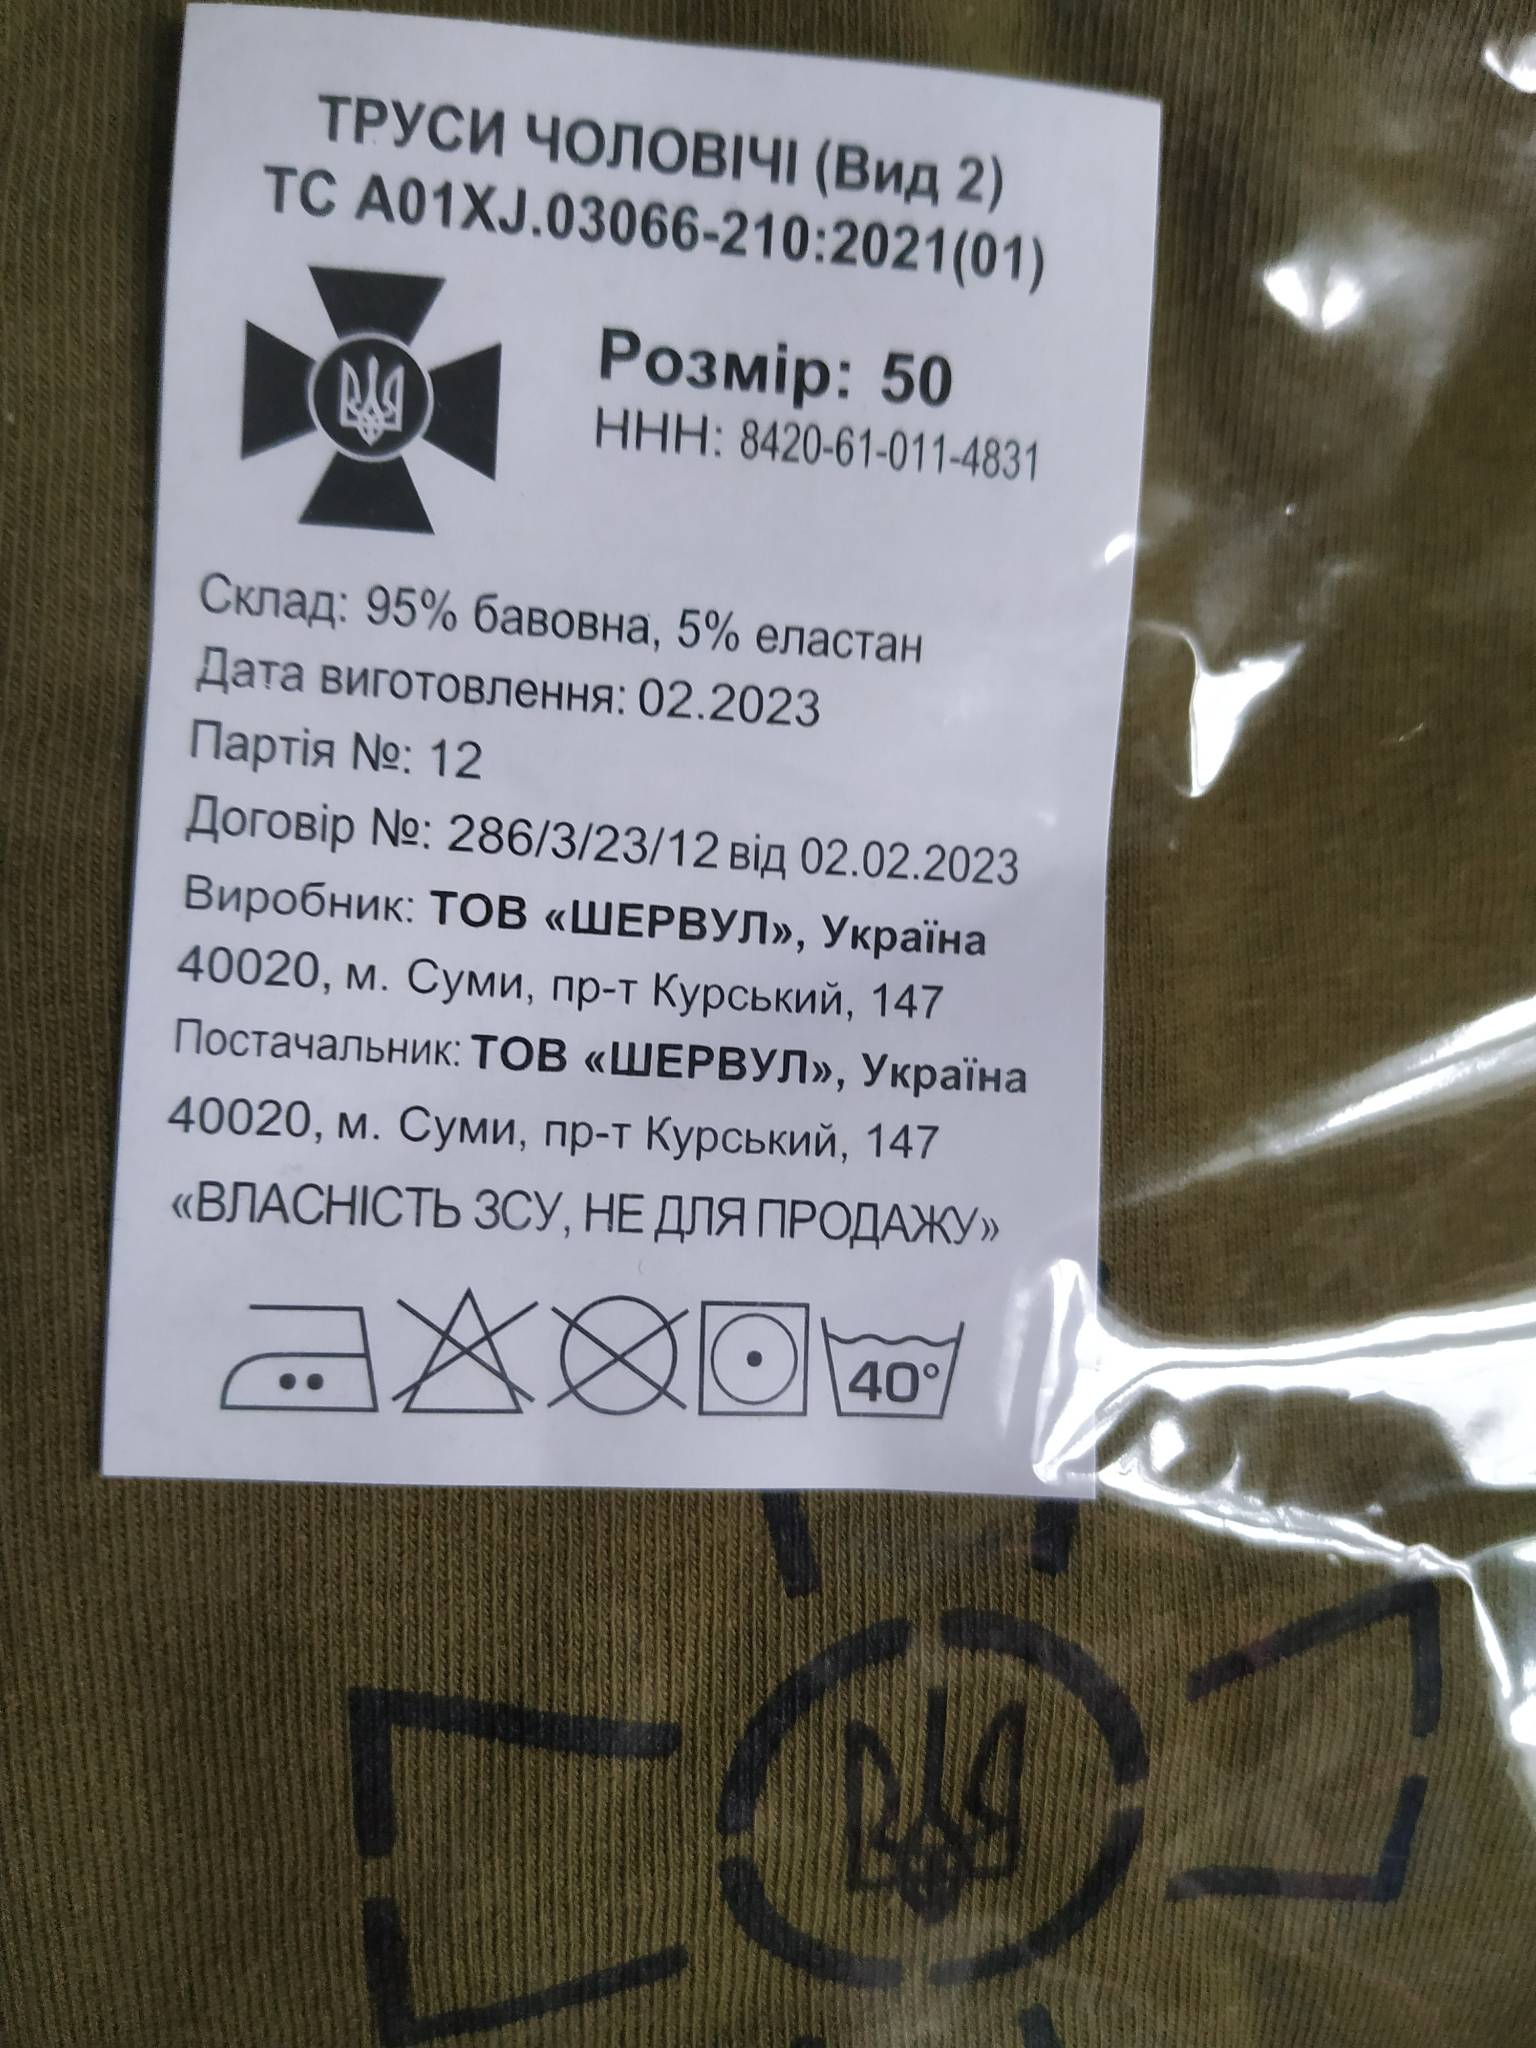 ТРУСИ ЧОЛОВІЧІ (Вид 2)
ТС А01XJ.03066-210:2021(01)
Розмір: 50
ННН: 8420-61-011-4831
Склад: 95% бавовна, 5% еластан
Дата виготовлення: 02.2023
Партія №: 12
Договір №: 286/3/23/12 від 02.02.2023
Виробник: ТОВ «ШЕРВУЛ», Україна
40020, м. Суми, пр-т Курський, 147
Постачальник: ТОВ «ШЕРВУЛ», Україна
40020, м. Суми, пр-т Курський, 147
«ВЛАСНІСТЬ ЗСУ, НЕ ДЛЯ ПРОДАЖУ»
40°